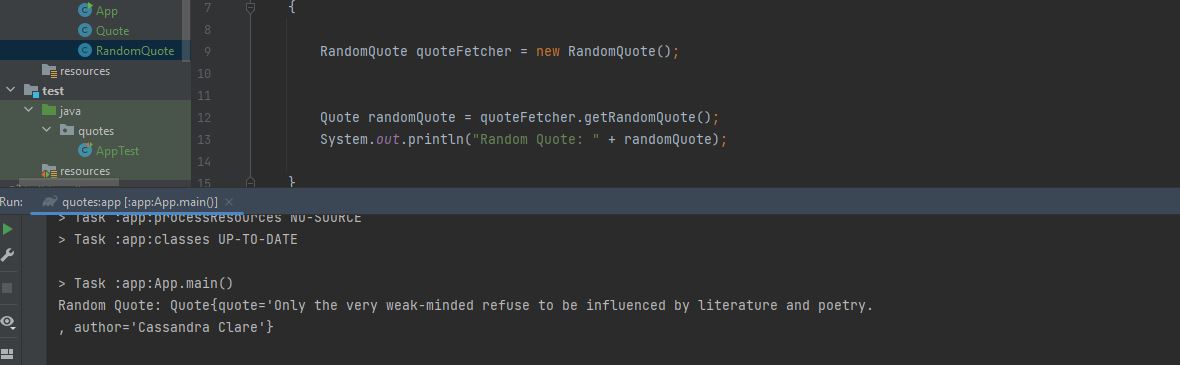 App
Quote
RandomQuote
resources
test
java
quotes
AppTest
resources
7 {
8
9 RandomQuote quoteFetcher = new RandomQuote();
10
11
12 Quote randomQuote = quoteFetcher.getRandomQuote();
13 System.out.println("Random Quote: " + randomQuote);
14
15 }
Run: quotes:app [:app:App.main()] ×
> Task :app:processResources NO-SOURCE
> Task :app:classes UP-TO-DATE
> Task :app:App.main()
Random Quote: Quote{quote='Only the very weak-minded refuse to be influenced by literature and poetry.
, author='Cassandra Clare'}